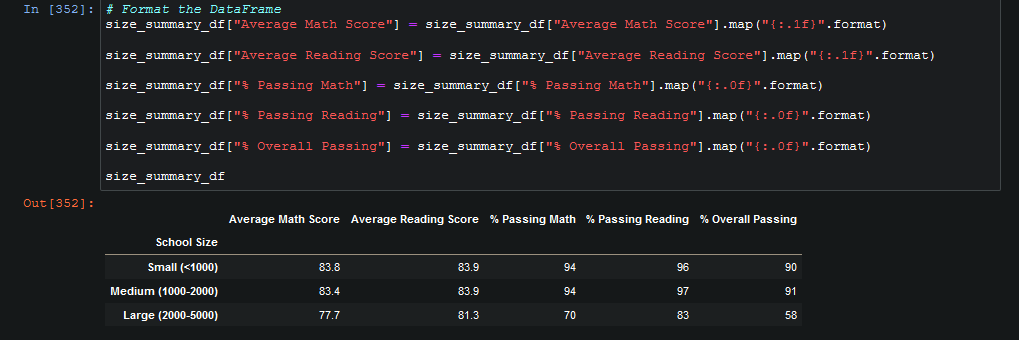 In [352]: # Format the DataFrame
size_summary_df["Average Math Score"] = size_summary_df["Average Math Score"].map("{:.1f}".format)
size_summary_df["Average Reading Score"] = size_summary_df["Average Reading Score"].map("{:.1f}".format)
size_summary_df["% Passing Math"] = size_summary_df["% Passing Math"].map("{:.0f}".format)
size_summary_df["% Passing Reading"] = size_summary_df["% Passing Reading"].map("{:.0f}".format)
size_summary_df["% Overall Passing"] = size_summary_df["% Overall Passing"].map("{:.0f}".format)
size_summary_df
Out[352]:
Average Math Score Average Reading Score % Passing Math % Passing Reading % Overall Passing
School Size
Small (<1000) 83.8 83.9 94 96 90
Medium (1000-2000) 83.4 83.9 94 97 91
Large (2000-5000) 77.7 81.3 70 83 58